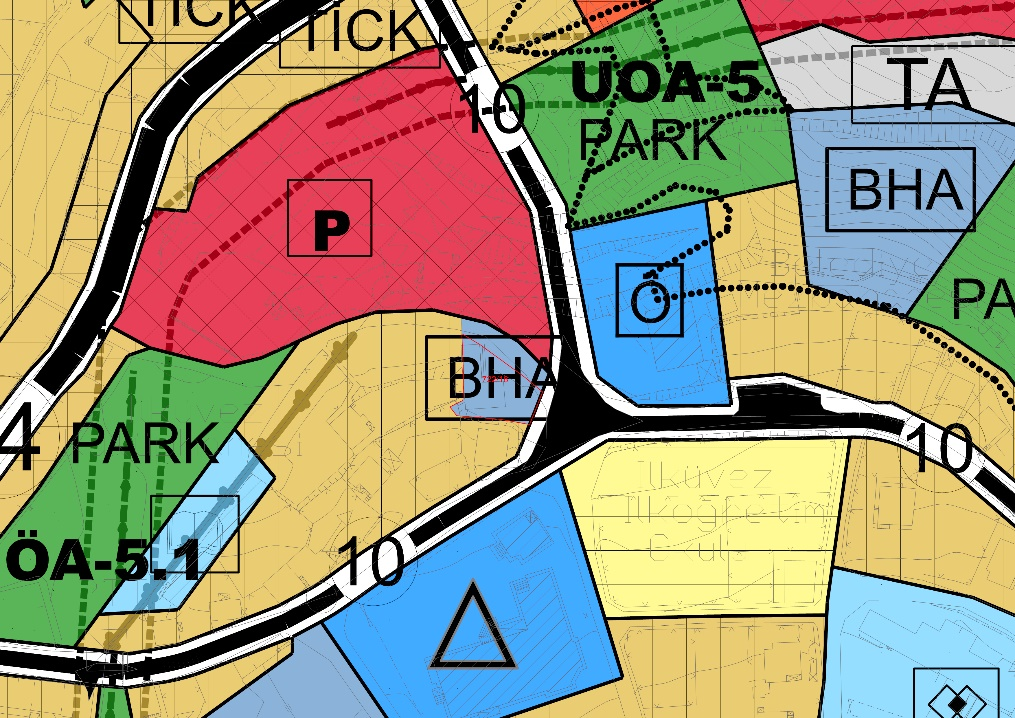 TİCK
TİCK
10
UOA-5
PARK
TA
BHA
P
O
PA
BHA
4
PARK
10
İlkuvez
ÖA-5.1
10